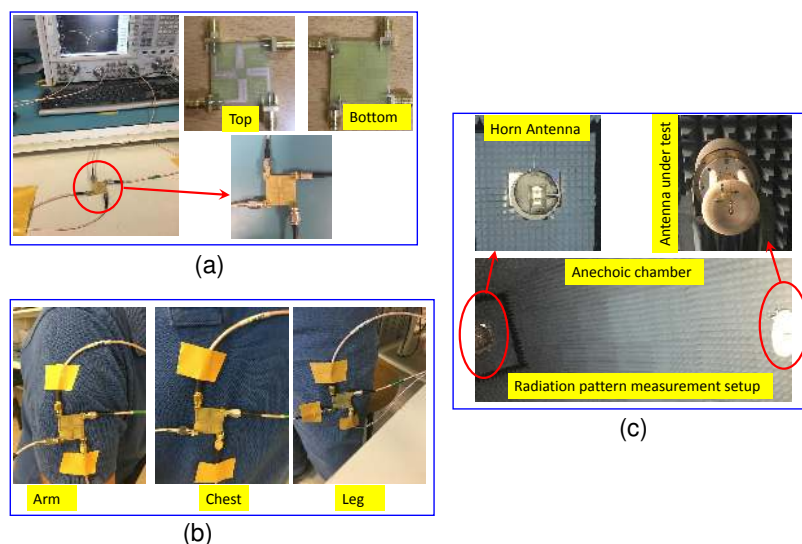 Top
Bottom
(a)
Arm
Chest
Leg
(b)
Horn Antenna
Antenna under test
Anechoic chamber
Radiation pattern measurement setup
(c)